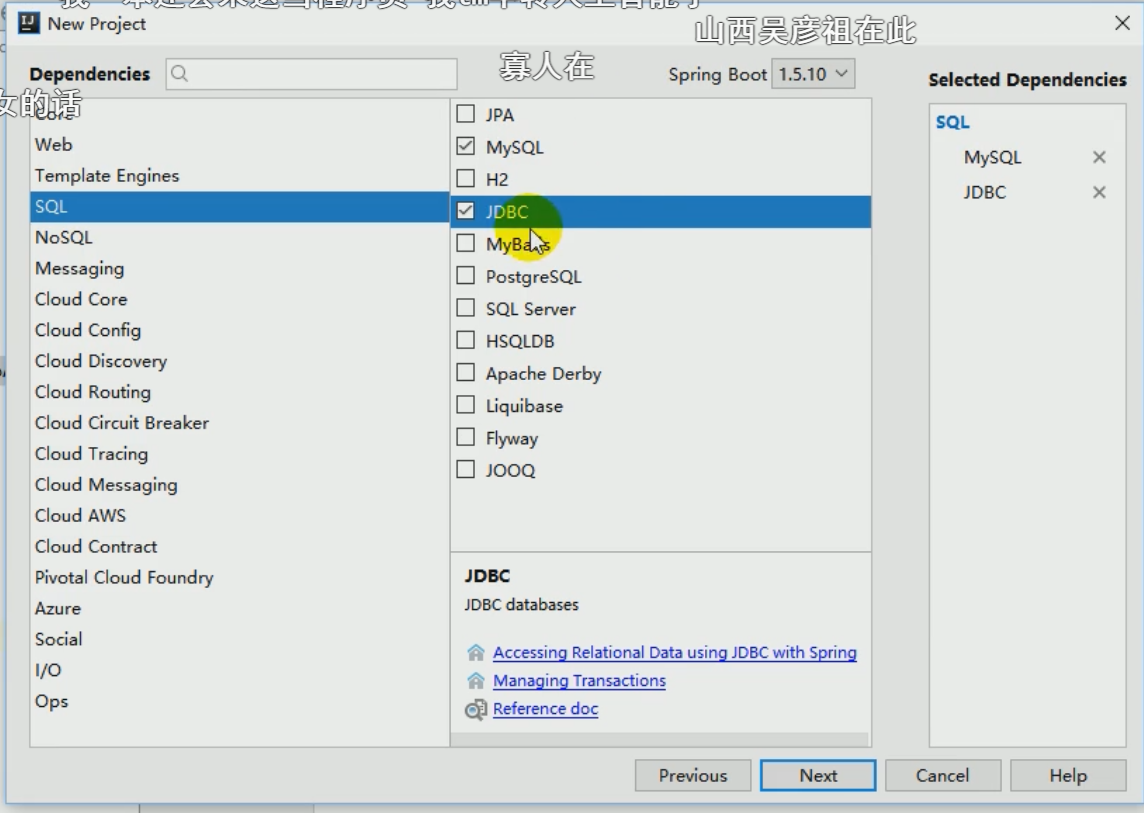 New Project
山西吴彦祖在此
寡人在
女的话
Dependencies
Spring Boot 1.5.10
Selected Dependencies
Core
Web
Template Engines
SQL
NoSQL
Messaging
Cloud Core
Cloud Config
Cloud Discovery
Cloud Routing
Cloud Circuit Breaker
Cloud Tracing
Cloud Messaging
Cloud AWS
Cloud Contract
Pivotal Cloud Foundry
Azure
Social
I/O
Ops
JPA
MySQL
H2
JDBC
MyBatis
PostgreSQL
SQL Server
HSQLDB
Apache Derby
Liquibase
Flyway
JOOQ
JDBC
JDBC databases
Accessing Relational Data using JDBC with Spring
Managing Transactions
Reference doc
SQL
MySQL
JDBC
Previous
Next
Cancel
Help